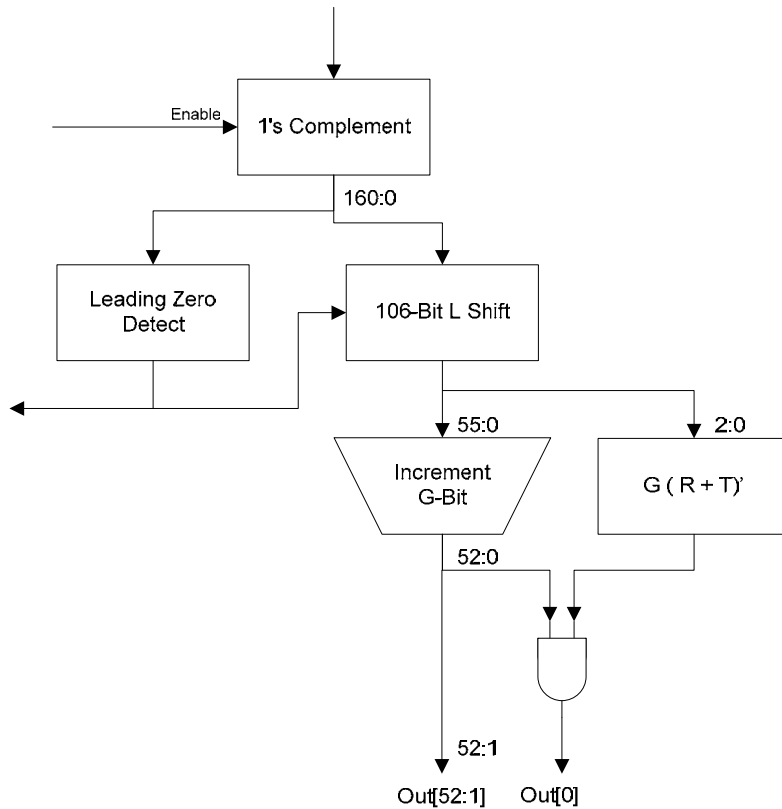 Enable
1's Complement
160:0
Leading Zero
Detect
106-Bit L Shift
55:0
2:0
Increment
G-Bit
G ( R + T)'
52:0
52:1
Out[52:1]
Out[0]